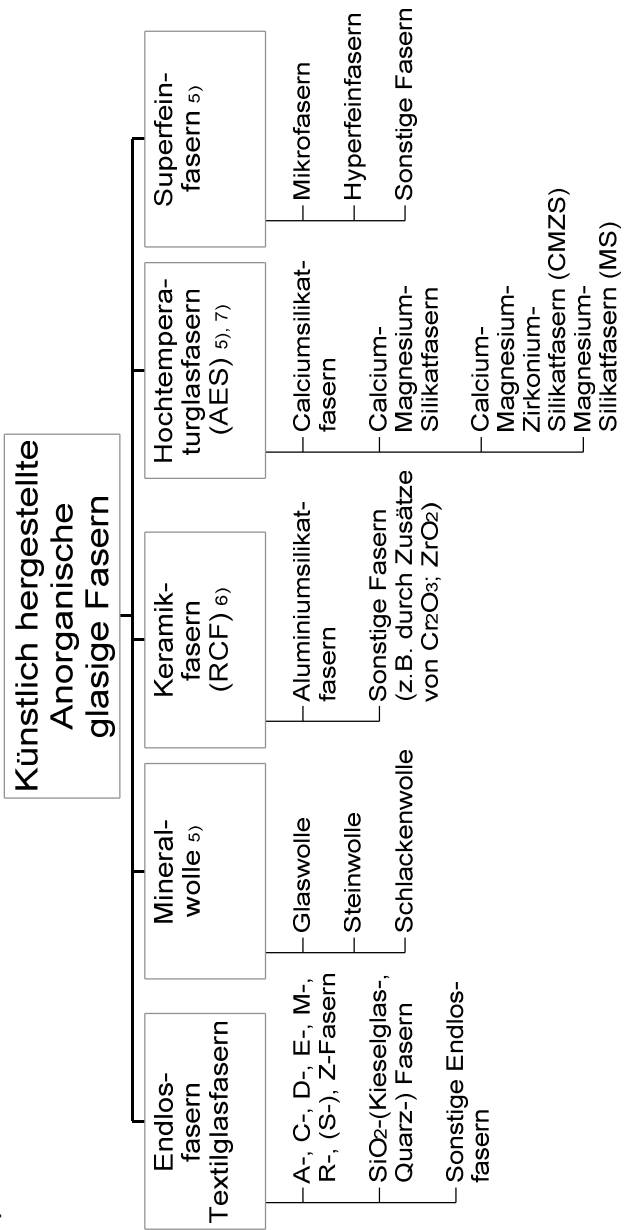 Künstlich hergestellte
Anorganische
glasige Fasern
Endlos-
fasern
Textilglasfasern
A-, C-, D-, E-, M-,
R-, (S-), Z-Fasern
SiO2-(Kieselglas-,
Quarz-) Fasern
Sonstige Endlos-
fasern
Mineral-
wolle 5)
Glaswolle
Steinwolle
Schlackenwolle
Keramik-
fasern
(RCF) 6)
Aluminiumsilikat-
fasern
Sonstige Fasern
(z.B. durch Zusätze
von Cr2O3; ZrO2)
Hochtempera-
turglasfasern
(AES) 5), 7)
Calciumsilikat-
fasern
Calcium-
Magnesium-
Silikatfasern
Calcium-
Magnesium-
Zirkonium-
Silikatfasern (CMZS)
Magnesium-
Silikatfasern (MS)
Superfein-
fasern 5)
Mikrofasern
Hyperfeinfasern
Sonstige Fasern